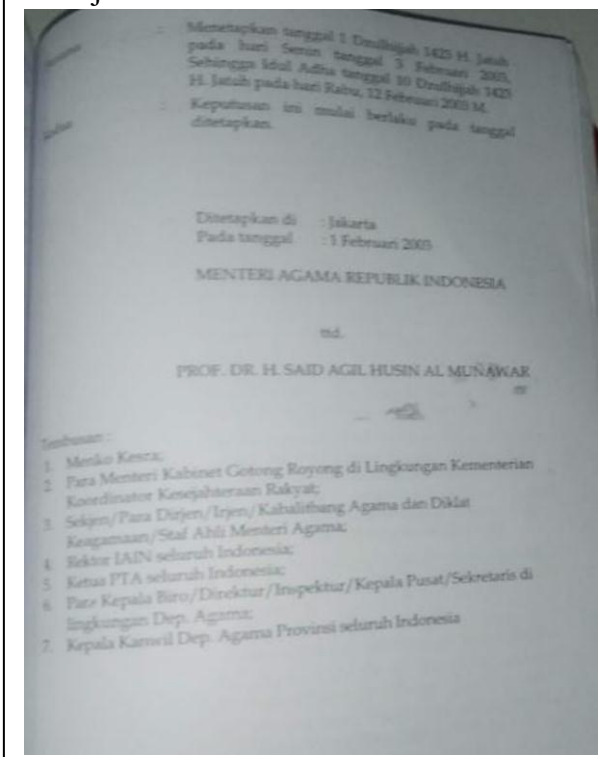 : Menetapkan tanggal 1 Dzulhijjah 1423 H. Jatuh
pada hari Senin tanggal 3 Februari 2003,
Sehingga Idul Adha tanggal 10 Dzulhijjah 1423
H. Jatuh pada hari Rabu, 12 Februari 2003 M.
: Keputusan ini mulai berlaku pada tanggal
ditetapkan.
Ditetapkan di : Jakarta
Pada tanggal : 1 Februari 2003
MENTERI AGAMA REPUBLIK INDONESIA
ttd.
PROF. DR. H. SAID AGIL HUSIN AL MUNAWAR
Tembusan :
1. Menko Kesra;
2. Para Menteri Kabinet Gotong Royong di Lingkungan Kementerian
Koordinator Kesejahteraan Rakyat;
3. Sekjen/Para Dirjen/Irjen/Kabalitbang Agama dan Diklat
Keagamaan/Staf Ahli Menteri Agama;
4. Rektor IAIN seluruh Indonesia;
5. Ketua PTA seluruh Indonesia;
6. Para Kepala Biro/Direktur/Inspektur/Kepala Pusat/Sekretaris di
lingkungan Dep. Agama;
7. Kepala Kanwil Dep. Agama Provinsi seluruh Indonesia